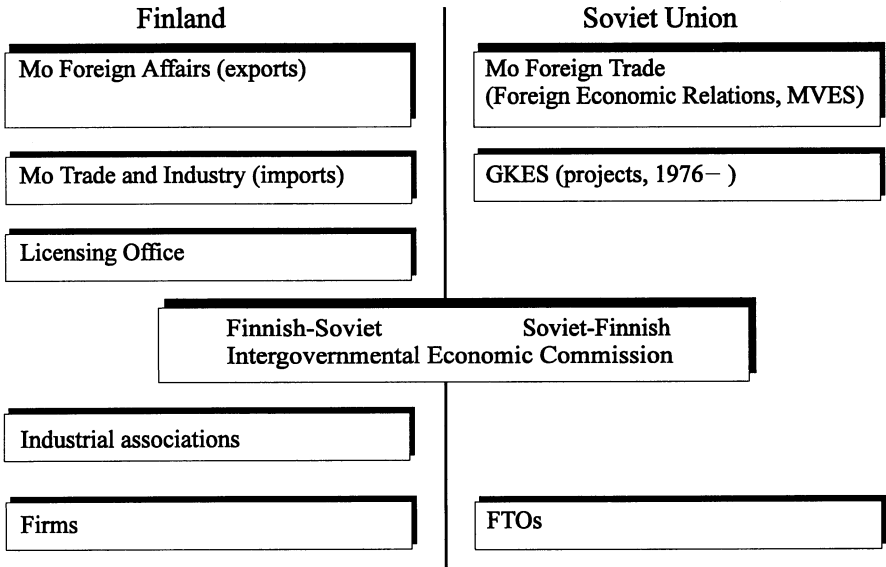 Finland
Soviet Union
Mo Foreign Affairs (exports)
Mo Foreign Trade
(Foreign Economic Relations, MVES)
Mo Trade and Industry (imports)
GKES (projects, 1976– )
Licensing Office
Finnish-Soviet Soviet-Finnish
Intergovernmental Economic Commission
Industrial associations
Firms
FTOs